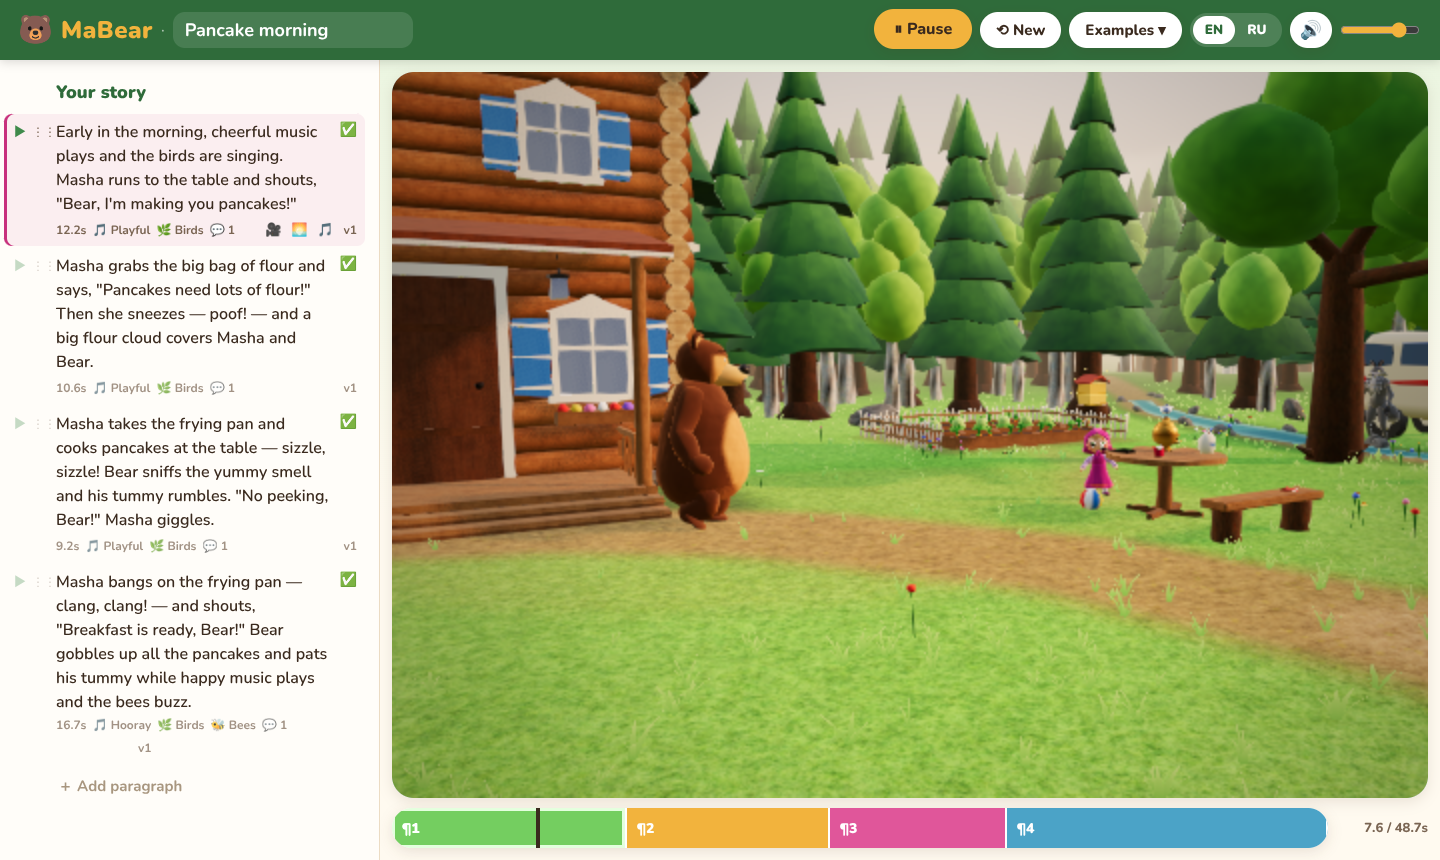 MaBear · Pancake morning
Pause
New
Examples ▾
EN RU
Your story
Early in the morning, cheerful music
plays and the birds are singing.
Masha runs to the table and shouts,
"Bear, I'm making you pancakes!"
12.2s Playful Birds 1 v1
Masha grabs the big bag of flour and
says, "Pancakes need lots of flour!"
Then she sneezes — poof! — and a
big flour cloud covers Masha and
Bear.
10.6s Playful Birds 1 v1
Masha takes the frying pan and
cooks pancakes at the table — sizzle,
sizzle! Bear sniffs the yummy smell
and his tummy rumbles. "No peeking,
Bear!" Masha giggles.
9.2s Playful Birds 1 v1
Masha bangs on the frying pan —
clang, clang! — and shouts,
"Breakfast is ready, Bear!" Bear
gobbles up all the pancakes and pats
his tummy while happy music plays
and the bees buzz.
16.7s Hooray Birds Bees 1
v1
+ Add paragraph
¶1 ¶2 ¶3 ¶4 7.6 / 48.7s